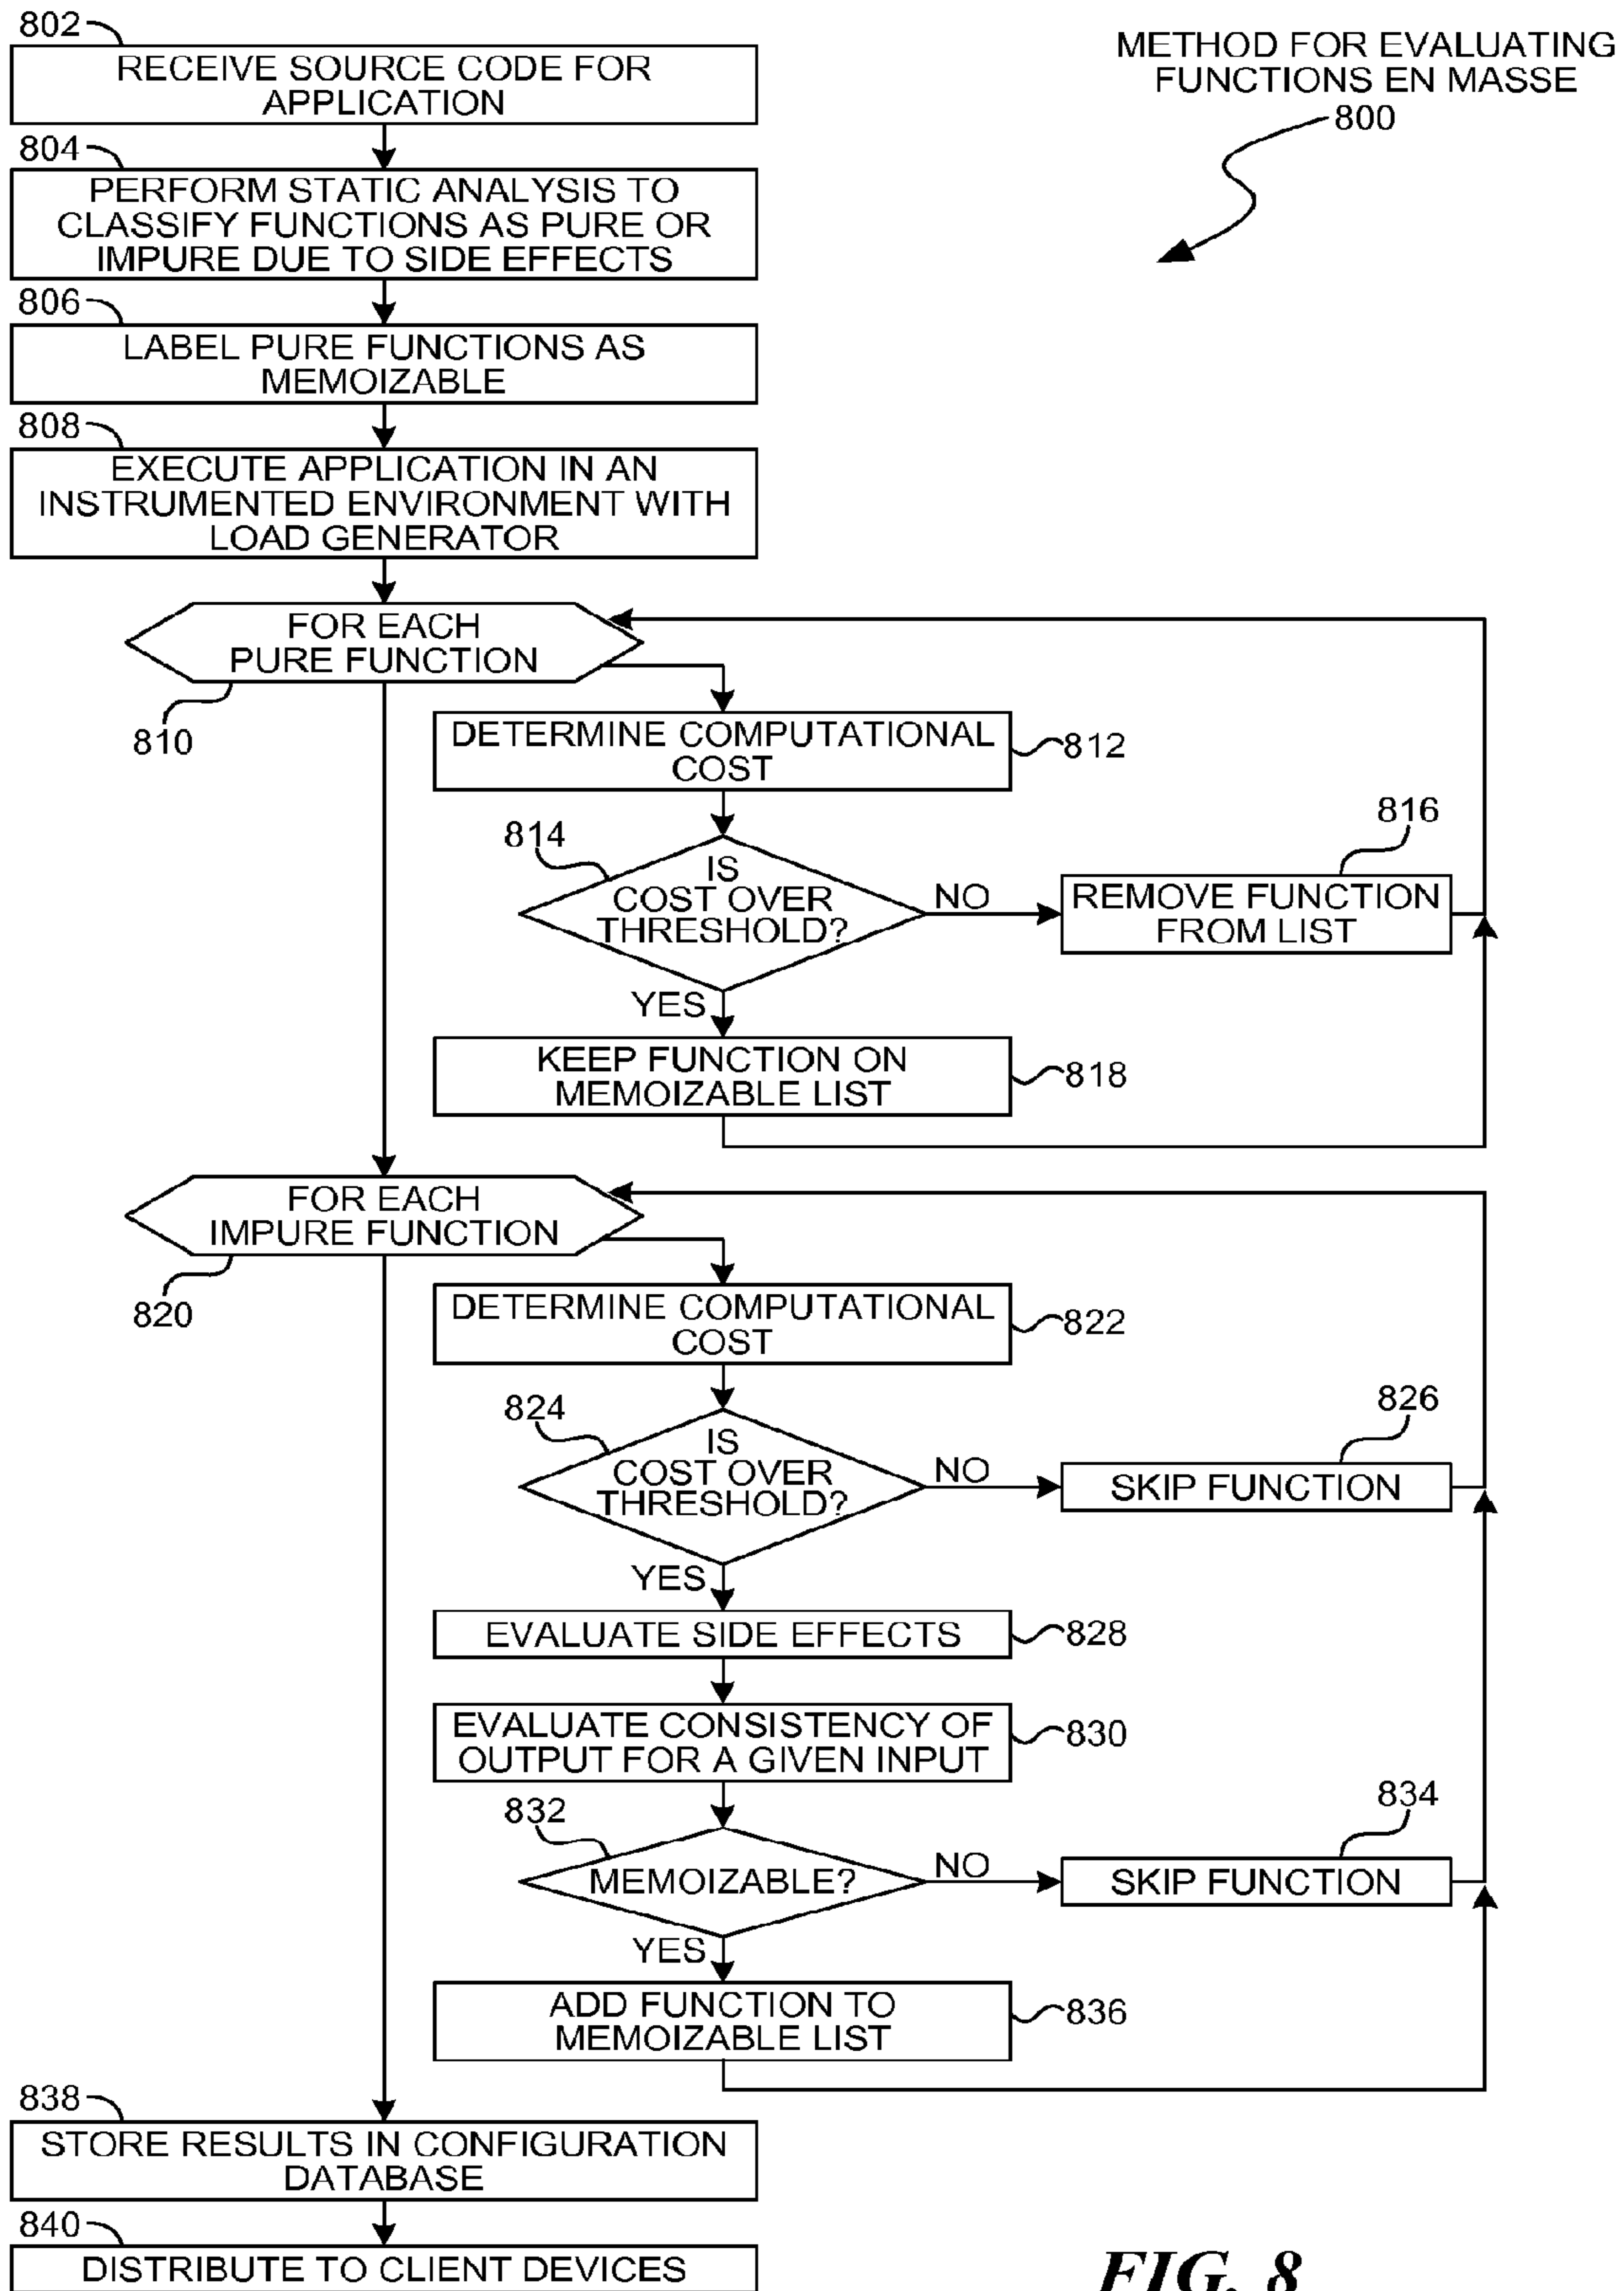 802
RECEIVE SOURCE CODE FOR
APPLICATION
METHOD FOR EVALUATING
FUNCTIONS EN MASSE
800
804
PERFORM STATIC ANALYSIS TO
CLASSIFY FUNCTIONS AS PURE OR
IMPURE DUE TO SIDE EFFECTS
806
LABEL PURE FUNCTIONS AS
MEMOIZABLE
808
EXECUTE APPLICATION IN AN
INSTRUMENTED ENVIRONMENT WITH
LOAD GENERATOR
FOR EACH
PURE FUNCTION
810
DETERMINE COMPUTATIONAL
COST
812
814
IS
COST OVER
THRESHOLD?
NO
816
REMOVE FUNCTION
FROM LIST
YES
KEEP FUNCTION ON
MEMOIZABLE LIST
818
FOR EACH
IMPURE FUNCTION
820
DETERMINE COMPUTATIONAL
COST
822
824
IS
COST OVER
THRESHOLD?
NO
826
SKIP FUNCTION
YES
EVALUATE SIDE EFFECTS
828
EVALUATE CONSISTENCY OF
OUTPUT FOR A GIVEN INPUT
830
832
MEMOIZABLE?
NO
834
SKIP FUNCTION
YES
ADD FUNCTION TO
MEMOIZABLE LIST
836
838
STORE RESULTS IN CONFIGURATION
DATABASE
840
DISTRIBUTE TO CLIENT DEVICES
FIG. 8